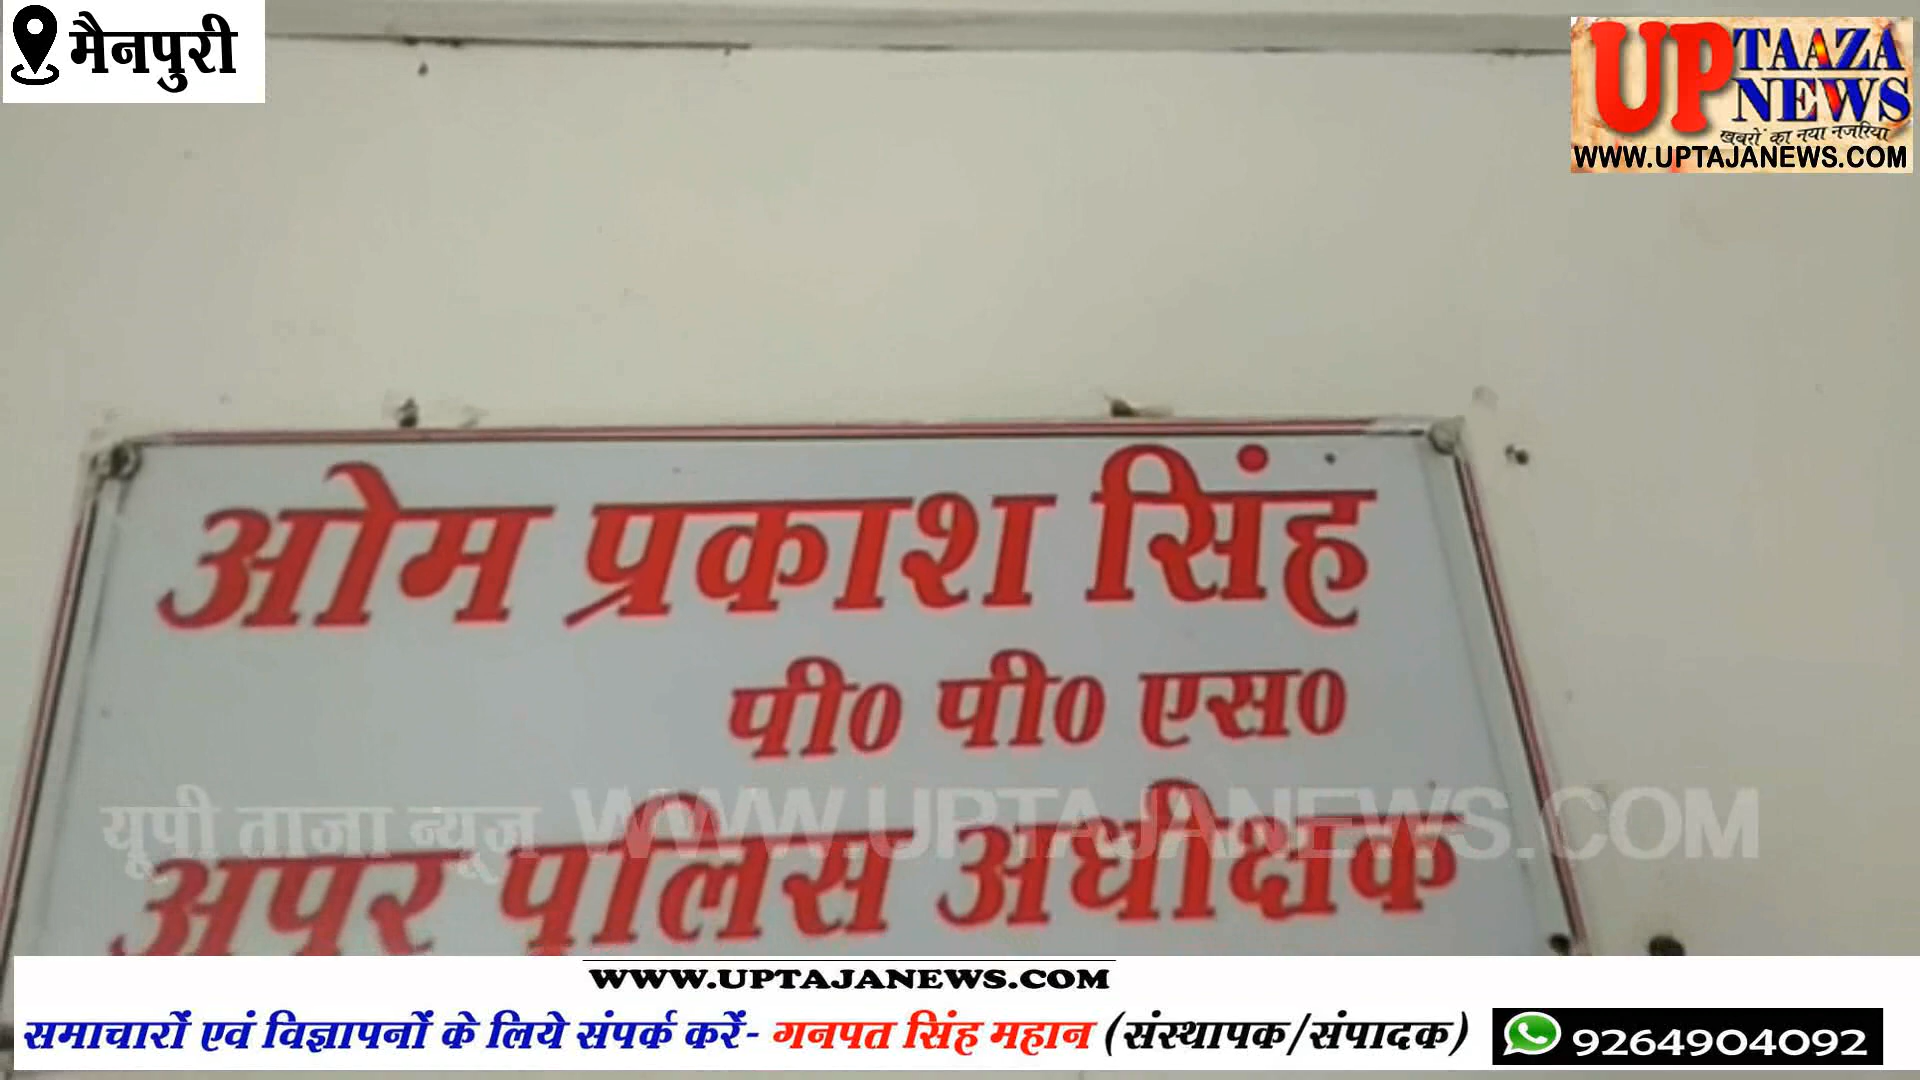 मैनपुरी
UP TAAZA NEWS
खबरों का नया नजरिया
WWW.UPTAJANEWS.COM
ओम प्रकाश सिंह
पी0 पी0 एस0
यूपी ताजा न्यूज WWW.UPTAJANEWS.COM
अपर पुलिस अधीक्षक
WWW.UPTAJANEWS.COM
समाचारों एवं विज्ञापनों के लिये संपर्क करें- गनपत सिंह महान (संस्थापक/संपादक) 9264904092